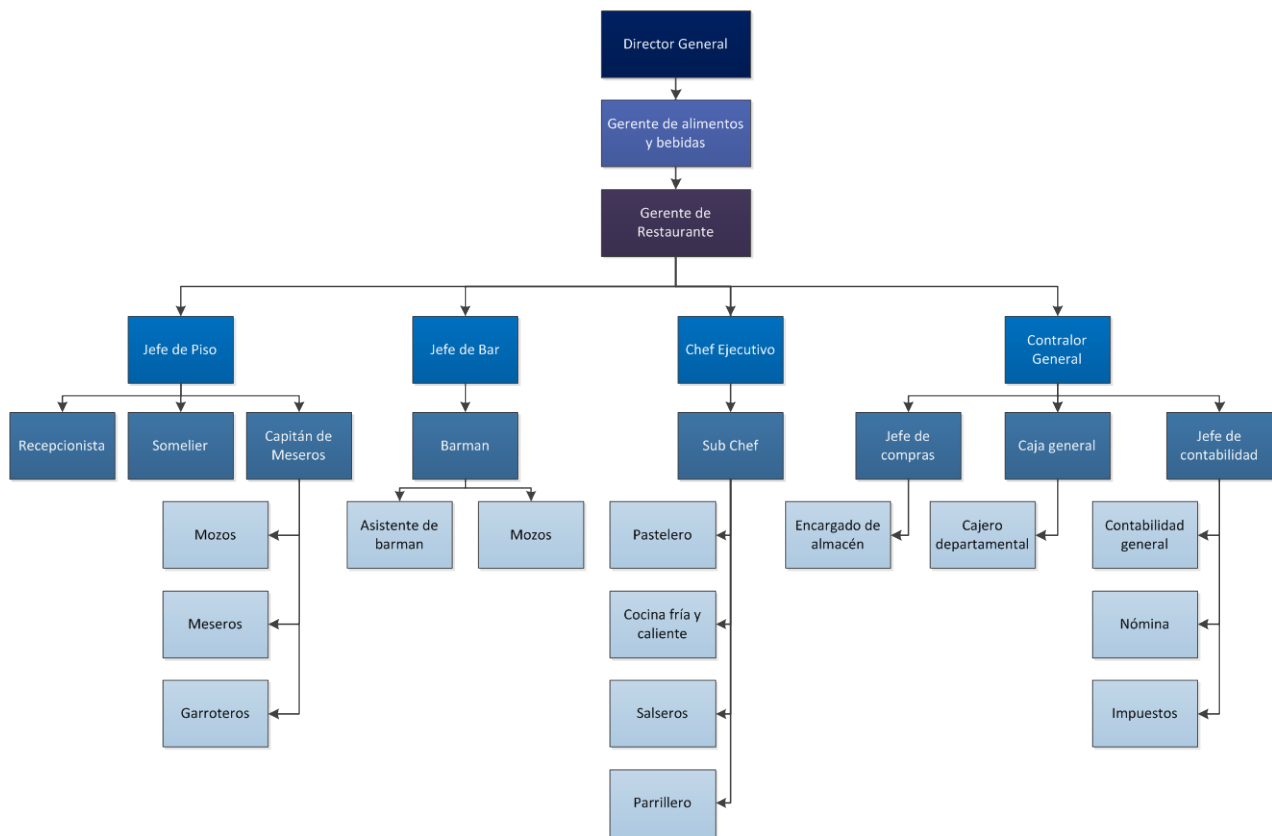 Director General
Gerente de alimentos
y bebidas
Gerente de
Restaurante
Jefe de Piso
Jefe de Bar
Chef Ejecutivo
Contralor
General
Recepcionista
Somelier
Capitán de
Meseros
Barman
Sub Chef
Jefe de
compras
Caja general
Jefe de
contabilidad
Mozos
Asistente de
barman
Mozos
Pastelero
Encargado de
almacén
Cajero
departamental
Contabilidad
general
Meseros
Cocina fría y
caliente
Nómina
Garroteros
Salseros
Impuestos
Parrillero